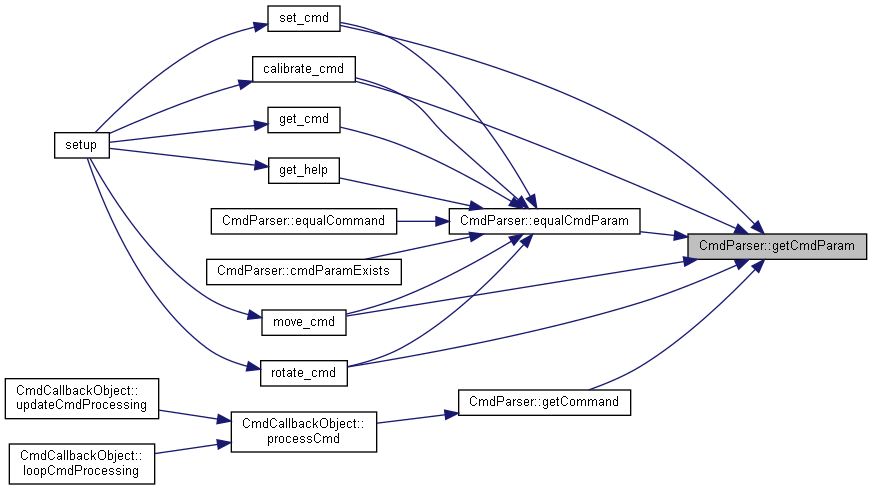 set_cmd
calibrate_cmd
get_cmd
setup
get_help
CmdParser::equalCommand
CmdParser::equalCmdParam
CmdParser::getCmdParam
CmdParser::cmdParamExists
move_cmd
rotate_cmd
CmdCallbackObject::
updateCmdProcessing
CmdParser::getCommand
CmdCallbackObject::
processCmd
CmdCallbackObject::
loopCmdProcessing